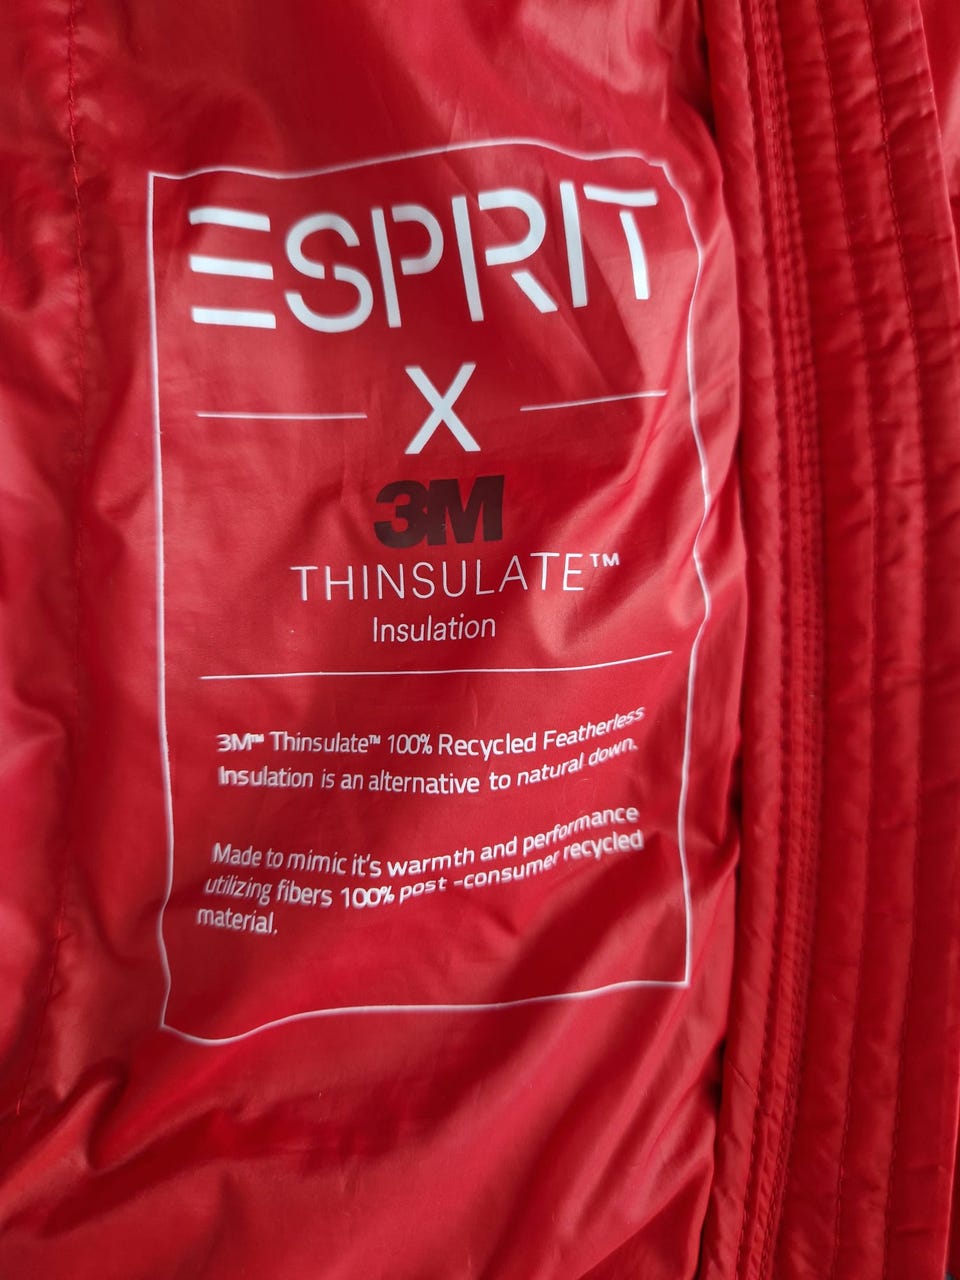 ESPRIT
X
3M
THINSULATE™
Insulation
3M™ Thinsulate™ 100% Recycled Featherless
Insulation is an alternative to natural down.
Made to mimic it's warmth and performance
utilizing fibers 100% post -consumer recycled
material.